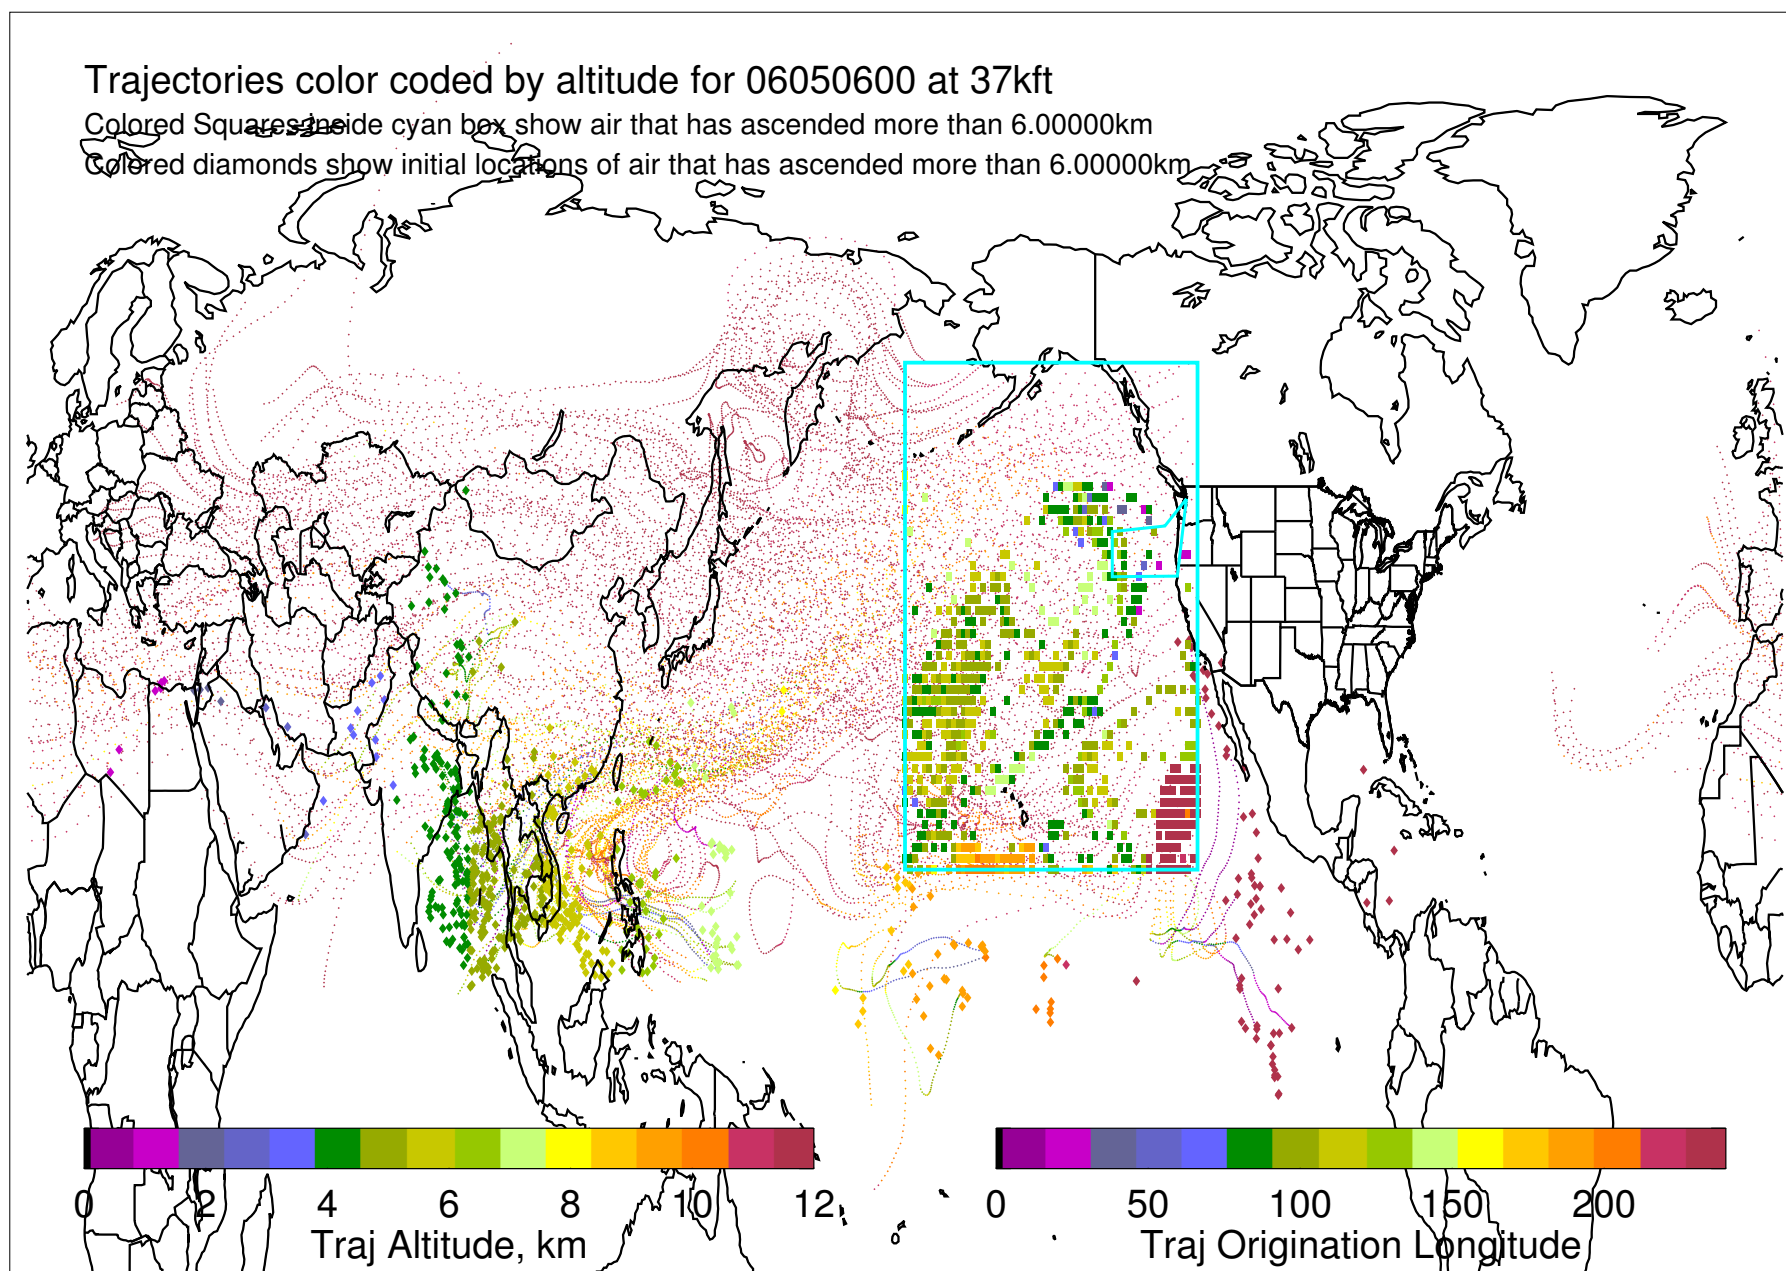 Trajectories color coded by altitude for 06050600 at 37kft
Colored Squares inside cyan box show air that has ascended more than 6.00000km
Colored diamonds show initial locations of air that has ascended more than 6.00000km
0 2 4 6 8 10 12
Traj Altitude, km
0 50 100 150 200
Traj Origination Longitude